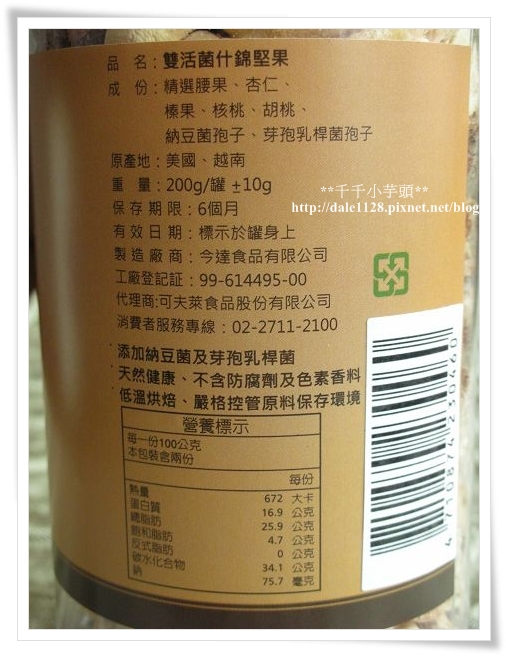 品　名：雙活菌什錦堅果
成　份：精選腰果、杏仁、
榛果、核桃、胡桃、
納豆菌孢子、芽孢乳桿菌孢子
原產地：美國、越南
重　量：200g/罐 ±10g
**千千小芋頭**
http://dale1128.pixnet.net/blog
保存期限：6個月
有效日期：標示於罐身上
製造廠商：今達食品有限公司
工廠登記証：99-614495-00
代理商:可夫萊食品股份有限公司
消費者服務專線：02-2711-2100
·添加納豆菌及芽孢乳桿菌
·天然健康、不含防腐劑及色素香料
·低溫烘焙、嚴格控管原料保存環境
營養標示
每一份100公克
本包裝含兩份
每份
熱量 672 大卡
蛋白質 16.9 公克
總脂肪 25.9 公克
飽和脂肪 4.7 公克
反式脂肪 0 公克
碳水化合物 34.1 公克
鈉 75.7 毫克
4 710874 230460